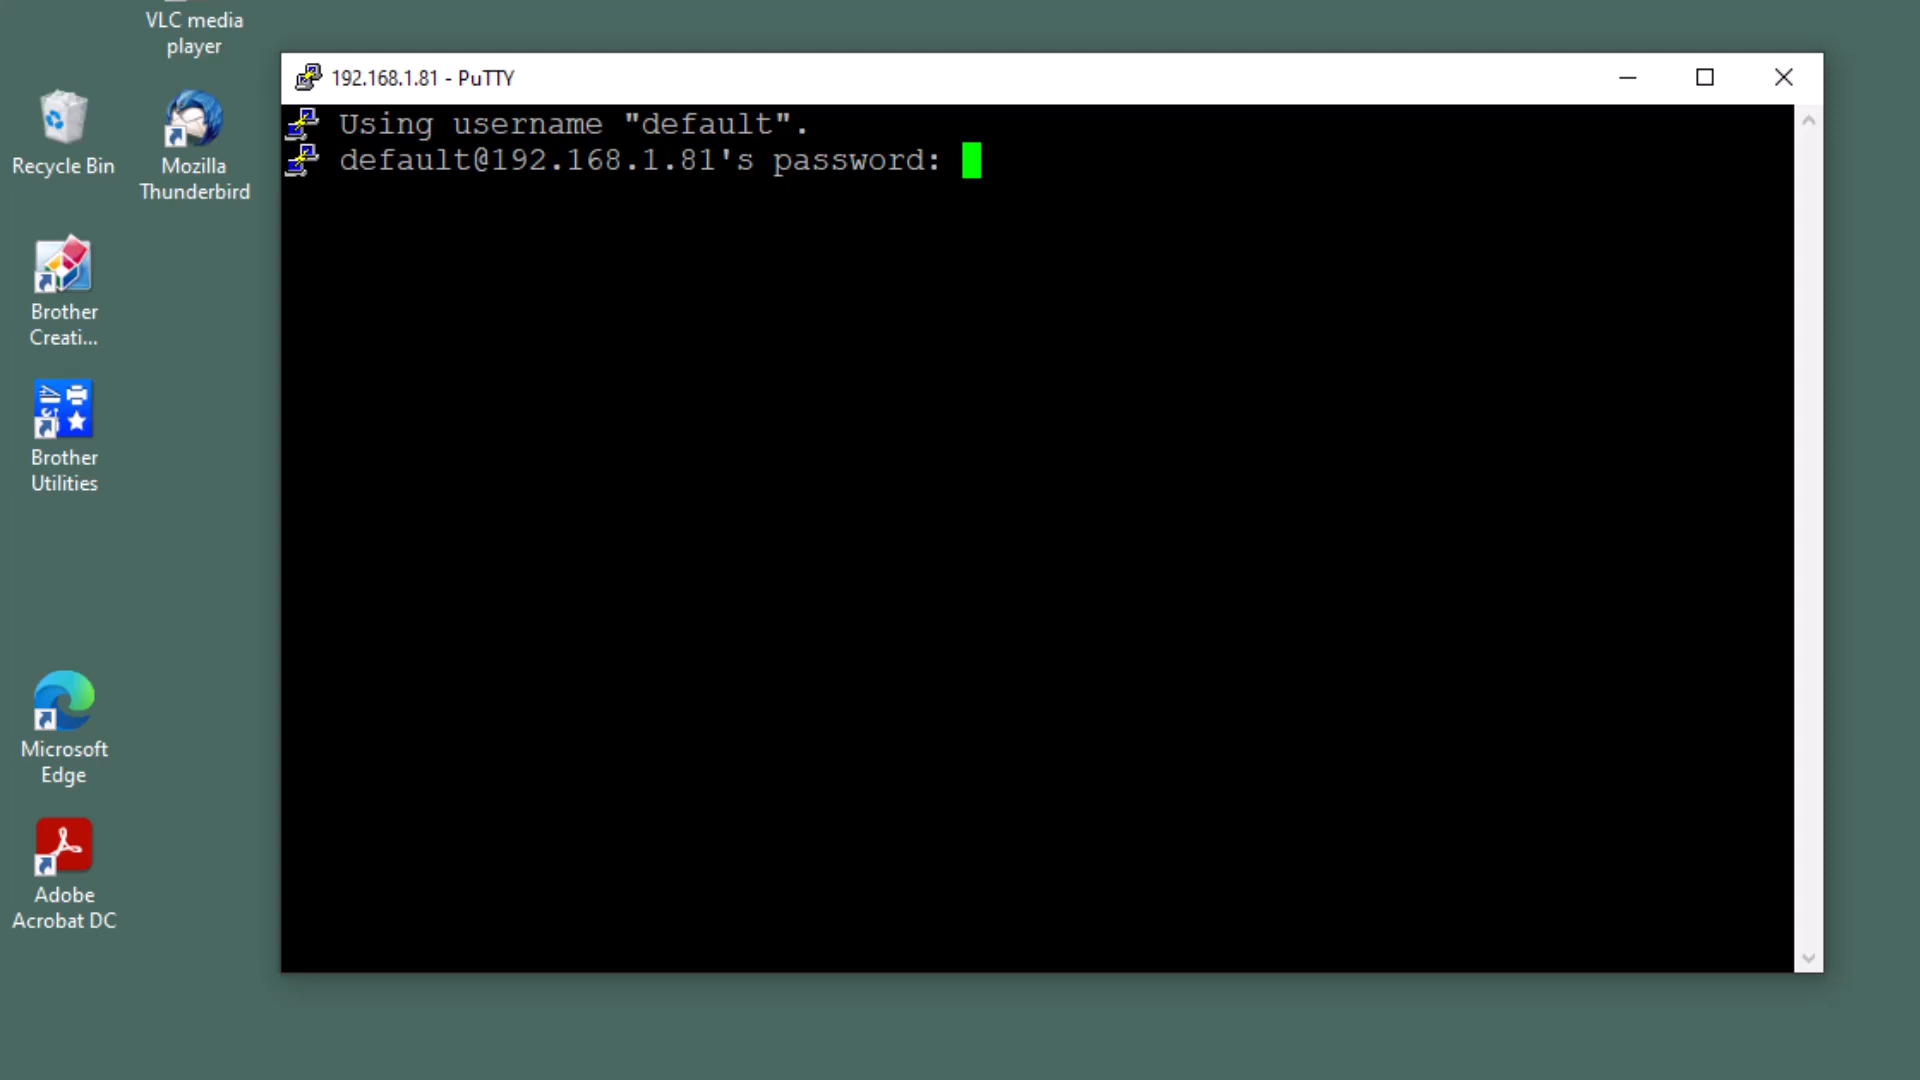 VLC media
player
Recycle Bin
Mozilla
Thunderbird
Brother
Creati...
Brother
Utilities
Microsoft
Edge
Adobe
Acrobat DC
192.168.1.81 - PuTTY
Using username "default".
default@192.168.1.81's password: